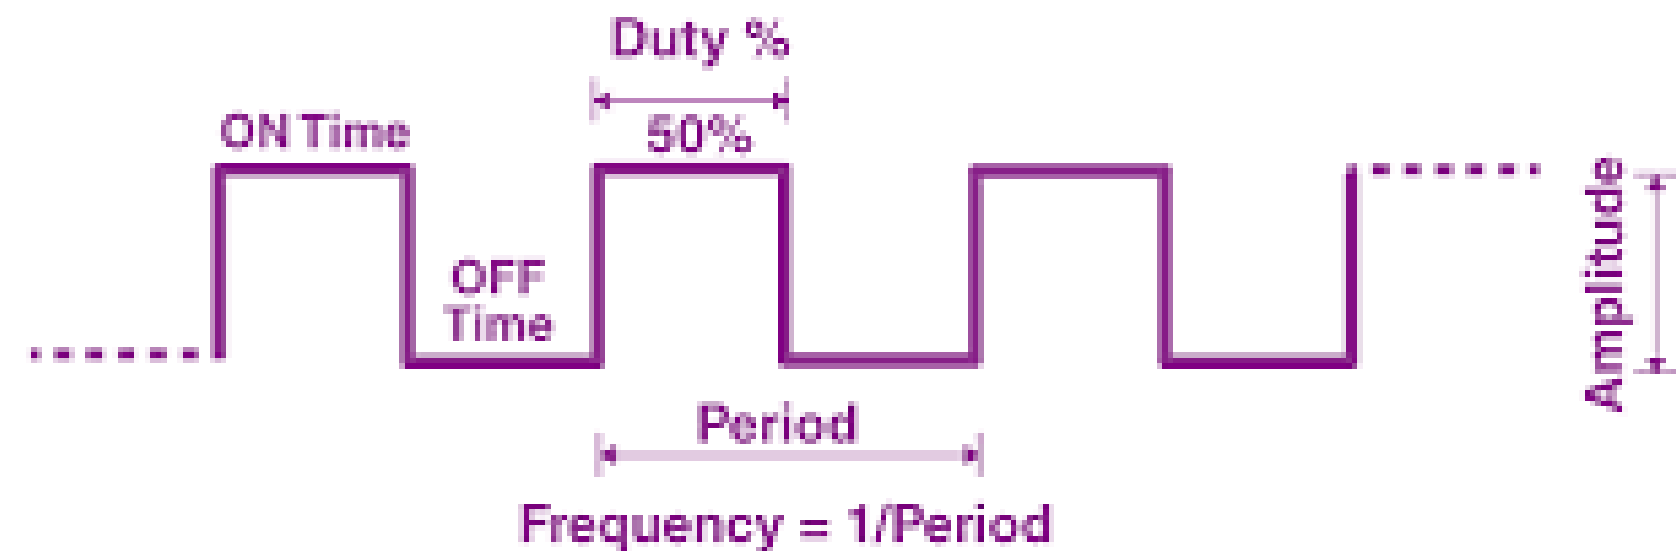 Duty %
ON Time
50%
OFF
Time
Amplitude
Period
Frequency = 1/Period